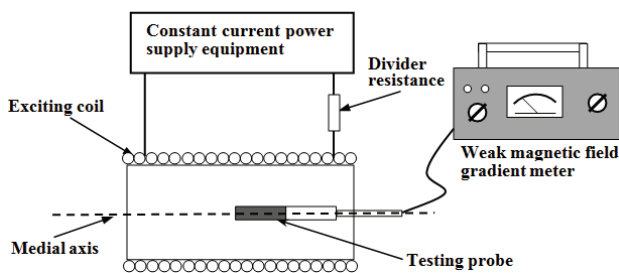 Constant current power
supply equipment
Divider
resistance
Exciting coil
Weak magnetic field
gradient meter
Medial axis
Testing probe